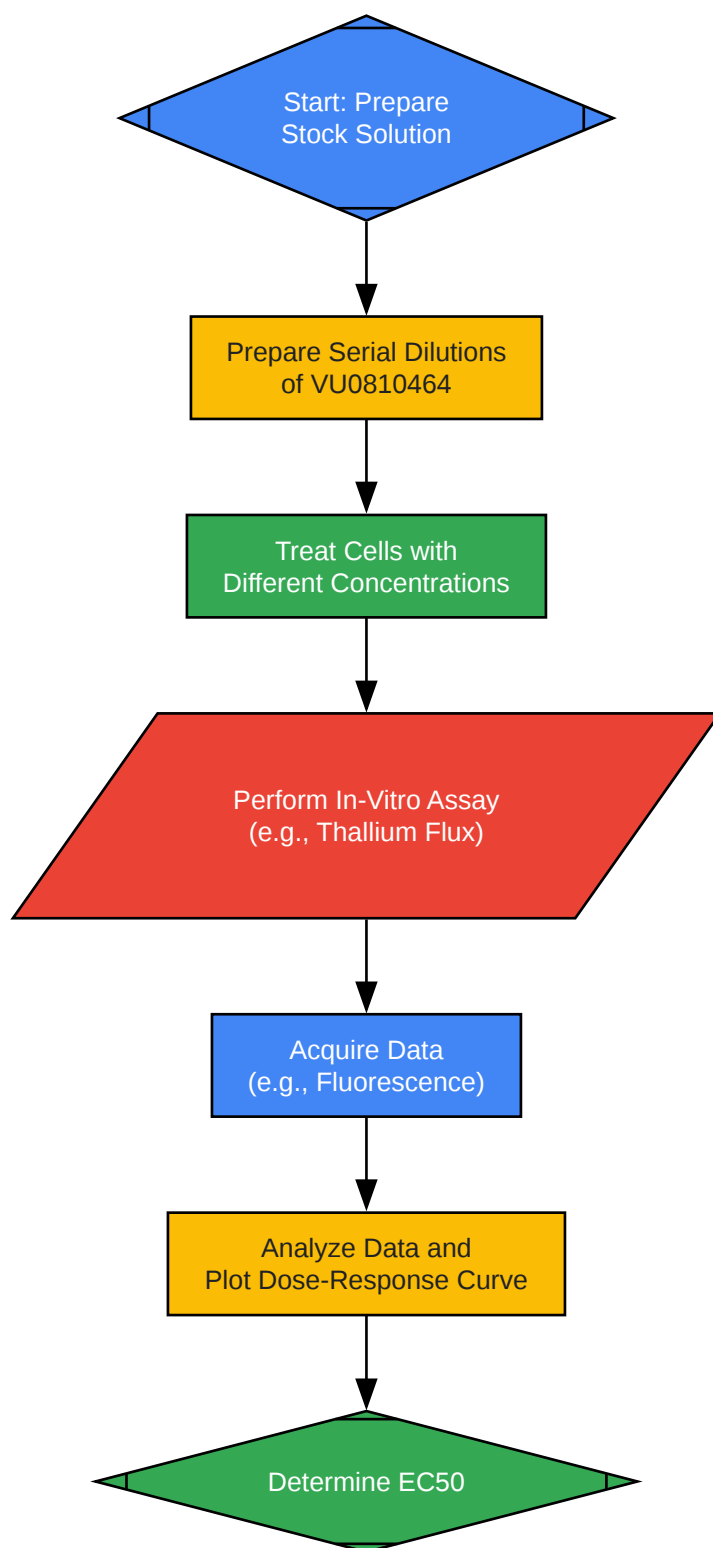 Start: Prepare
Stock Solution
Prepare Serial Dilutions
of VU0810464
Treat Cells with
Different Concentrations
Perform In-Vitro Assay
(e.g., Thallium Flux)
Acquire Data
(e.g., Fluorescence)
Analyze Data and
Plot Dose-Response Curve
Determine EC50